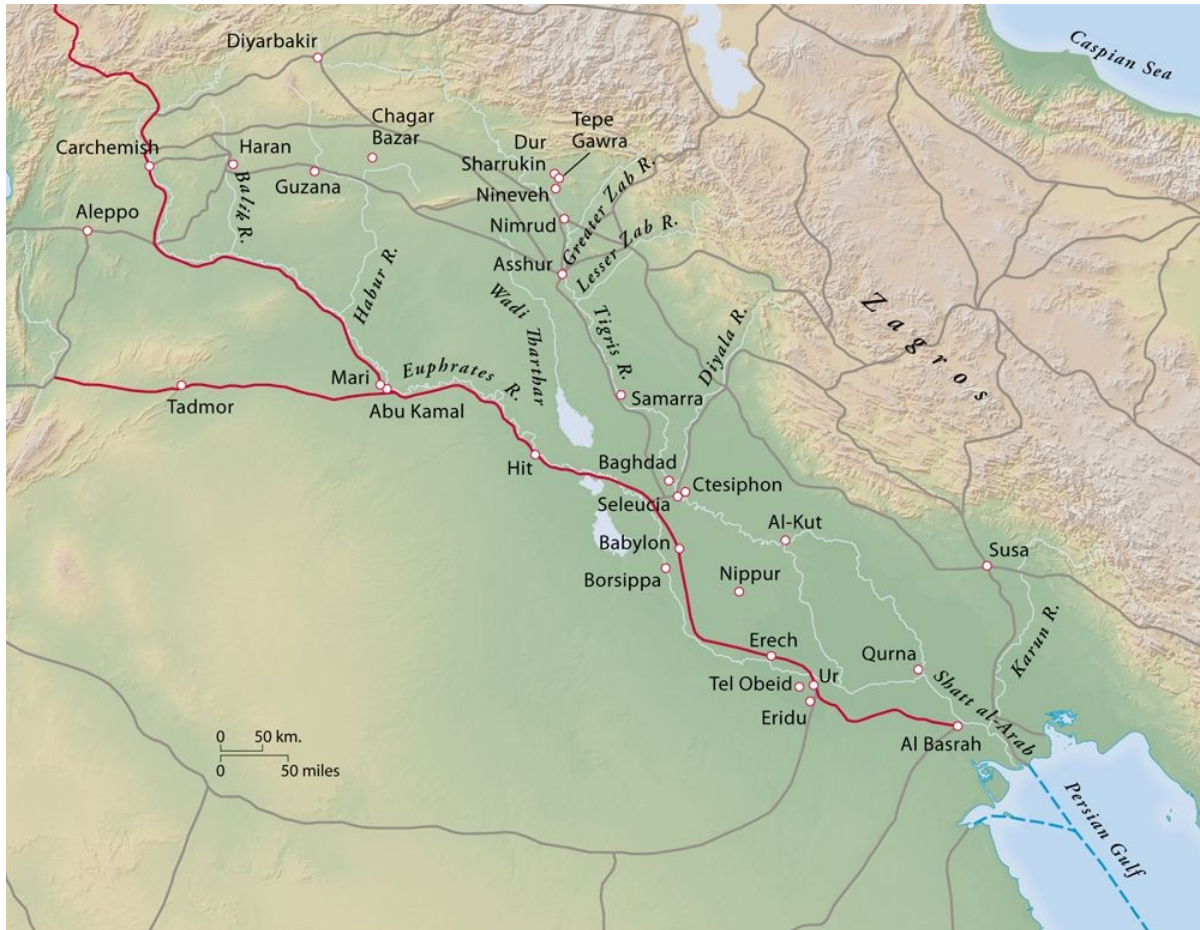 Caspian Sea
Diyarbakir
Chagar
Bazar
Tepe
Gawra
Dur
Sharrukin
Carchemish
Haran
Guzana
Nineveh
Balik R.
Greater Zab R.
Nimrud
Lesser Zab R.
Aleppo
Asshur
Habur R.
Wadi Tharthar
Tigris R.
Diyala R.
Zagros
Mari
Euphrates R.
Tadmor
Abu Kamal
Samarra
Hit
Baghdad
Ctesiphon
Seleucia
Al-Kut
Babylon
Susa
Borsippa
Nippur
Karun R.
Erech
Qurna
Tel Obeid
Ur
Shatt al-Arab
Eridu
Al Basrah
0 50 km.
0 50 miles
Persian Gulf